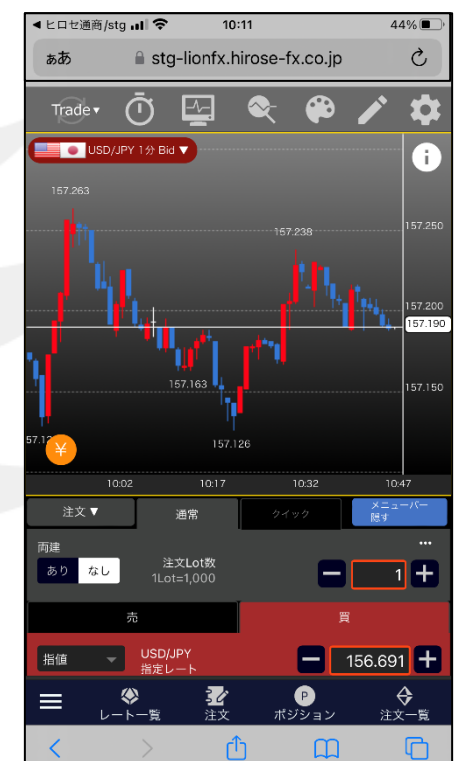 ◀ヒロセ通商/stg 10:11 44%
ぁあ stg-lionfx.hirose-fx.co.jp
Trade▼
USD/JPY 1分 Bid ▼
i
157.263
157.238
157.250
157.200
157.190
157.163
157.150
157.126
¥
10:02 10:17 10:32 10:47
注文▼ 通常 クイック メニューバー
隠す
両建
あり なし
注文Lot数
1Lot=1,000
1
売 買
指値
USD/JPY
指定レート
156.691
P
レート一覧 注文 ポジション 注文一覧